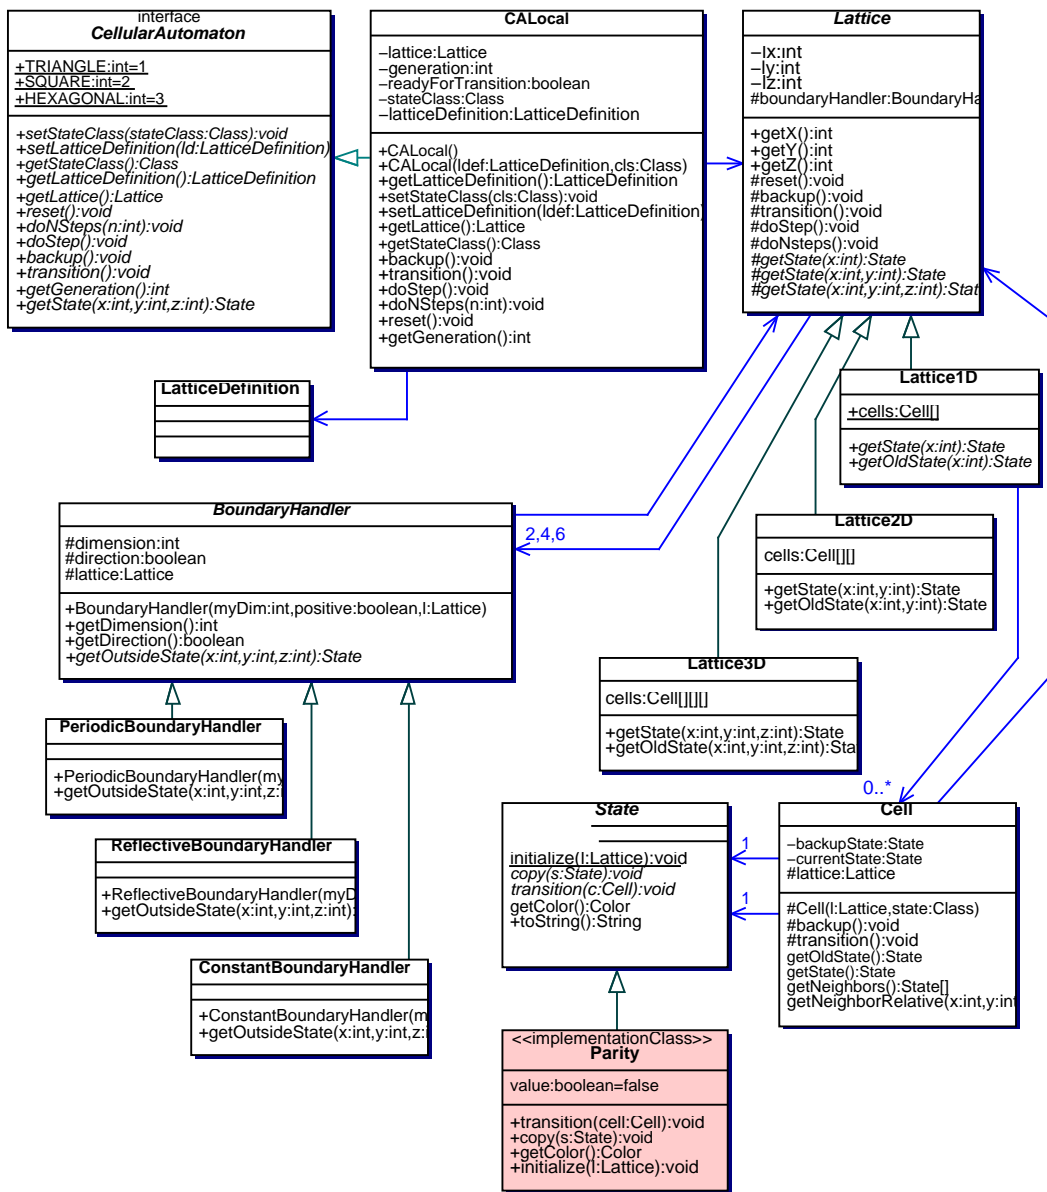 interface
CellularAutomaton
+TRIANGLE:int=1
+SQUARE:int=2
+HEXAGONAL:int=3
+setStateClass(stateClass:Class):void
+setLatticeDefinition(ld:LatticeDefinition)
+getStateClass():Class
+getLatticeDefinition():LatticeDefinition
+getLattice():Lattice
+reset():void
+doNSteps(n:int):void
+doStep():void
+backup():void
+transition():void
+getGeneration():int
+getState(x:int,y:int,z:int):State
CALocal
−lattice:Lattice
−generation:int
−readyForTransition:boolean
−stateClass:Class
−latticeDefinition:LatticeDefinition
+CALocal()
+CALocal(ldef:LatticeDefinition,cls:Class)
+getLatticeDefinition():LatticeDefinition
+setStateClass(cls:Class):void
+setLatticeDefinition(ldef:LatticeDefinition)
+getLattice():Lattice
+getStateClass():Class
+backup():void
+transition():void
+doStep():void
+doNSteps(n:int):void
+reset():void
+getGeneration():int
Lattice
−lx:int
−ly:int
−lz:int
#boundaryHandler:BoundaryHa
+getX():int
+getY():int
+getZ():int
#reset():void
#backup():void
#transition():void
#doStep():void
#doNsteps():void
#getState(x:int):State
#getState(x:int,y:int):State
#getState(x:int,y:int,z:int):Stat
LatticeDefinition
Lattice1D
+cells:Cell[]
+getState(x:int):State
+getOldState(x:int):State
BoundaryHandler
#dimension:int
#direction:boolean
#lattice:Lattice
+BoundaryHandler(myDim:int,positive:boolean,l:Lattice)
+getDimension():int
+getDirection():boolean
+getOutsideState(x:int,y:int,z:int):State
2,4,6
Lattice2D
cells:Cell[][]
+getState(x:int,y:int):State
+getOldState(x:int,y:int):State
Lattice3D
cells:Cell[][][]
+getState(x:int,y:int,z:int):State
+getOldState(x:int,y:int,z:int):Sta
PeriodicBoundaryHandler
+PeriodicBoundaryHandler(my
+getOutsideState(x:int,y:int,z:i
ReflectiveBoundaryHandler
+ReflectiveBoundaryHandler(myD
+getOutsideState(x:int,y:int,z:int):
ConstantBoundaryHandler
+ConstantBoundaryHandler(m
+getOutsideState(x:int,y:int,z:i
State
initialize(l:Lattice):void
copy(s:State):void
transition(c:Cell):void
getColor():Color
+toString():String
0..*
1
1
Cell
−backupState:State
−currentState:State
#lattice:Lattice
#Cell(l:Lattice,state:Class)
#backup():void
#transition():void
getOldState():State
getState():State
getNeighbors():State[]
getNeighborRelative(x:int,y:int
<<implementationClass>>
Parity
value:boolean=false
+transition(cell:Cell):void
+copy(s:State):void
+getColor():Color
+initialize(l:Lattice):void